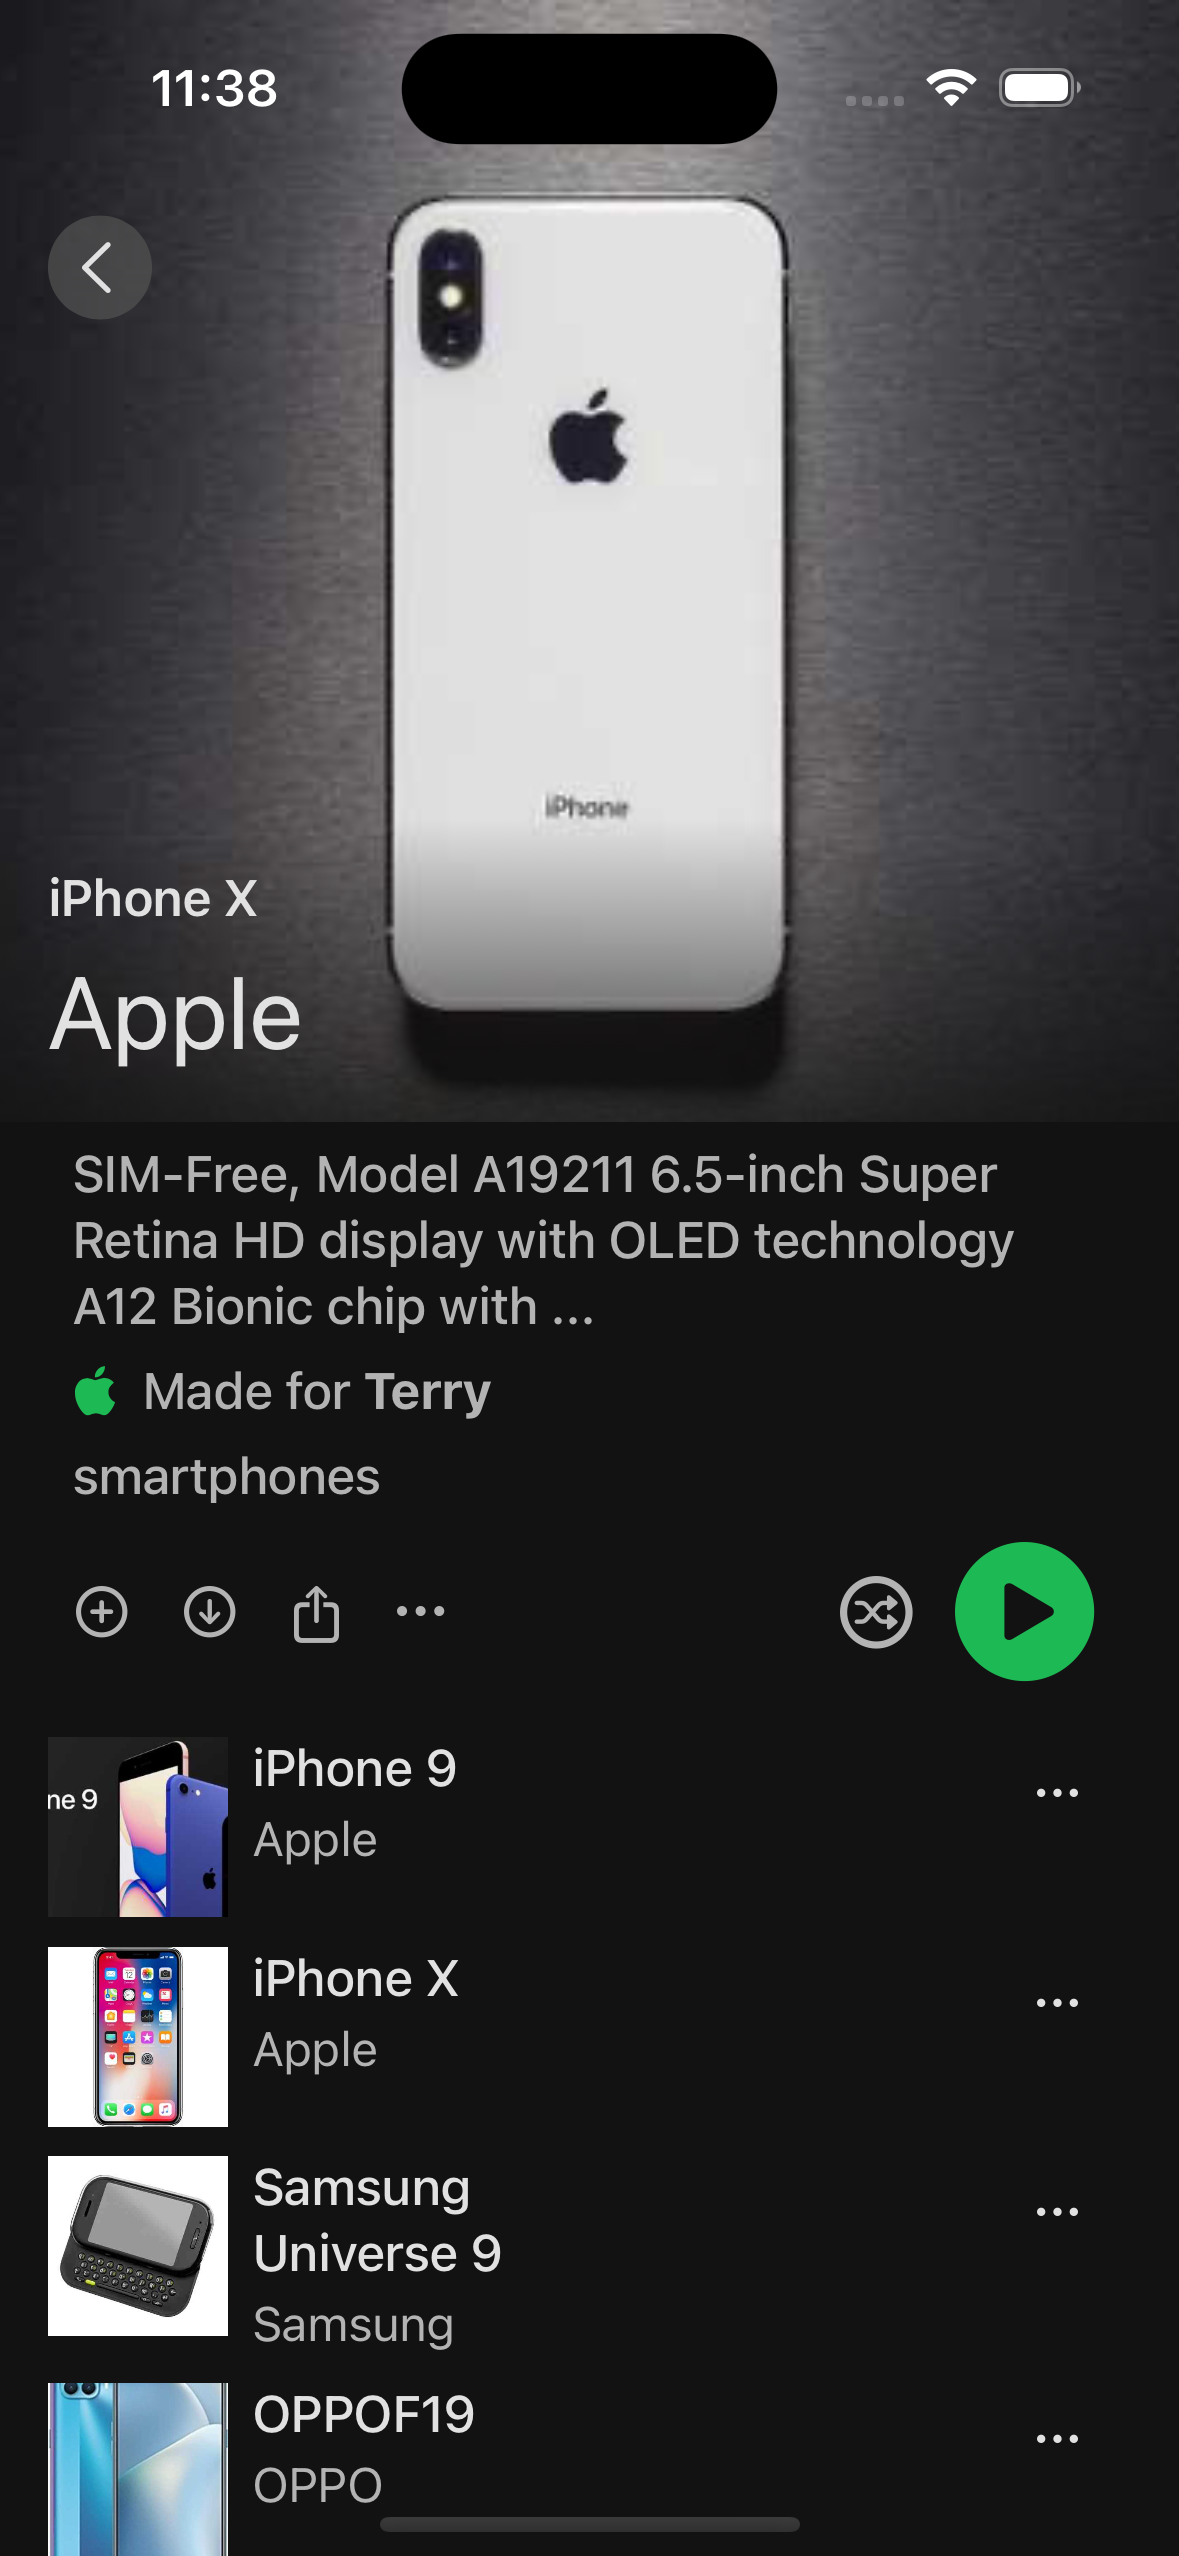 11:38
iPhone
iPhone X
Apple
SIM-Free, Model A19211 6.5-inch Super
Retina HD display with OLED technology
A12 Bionic chip with ...
Made for Terry
smartphones
ne 9
iPhone 9
Apple
iPhone X
Apple
Samsung
Universe 9
Samsung
OPPOF19
OPPO